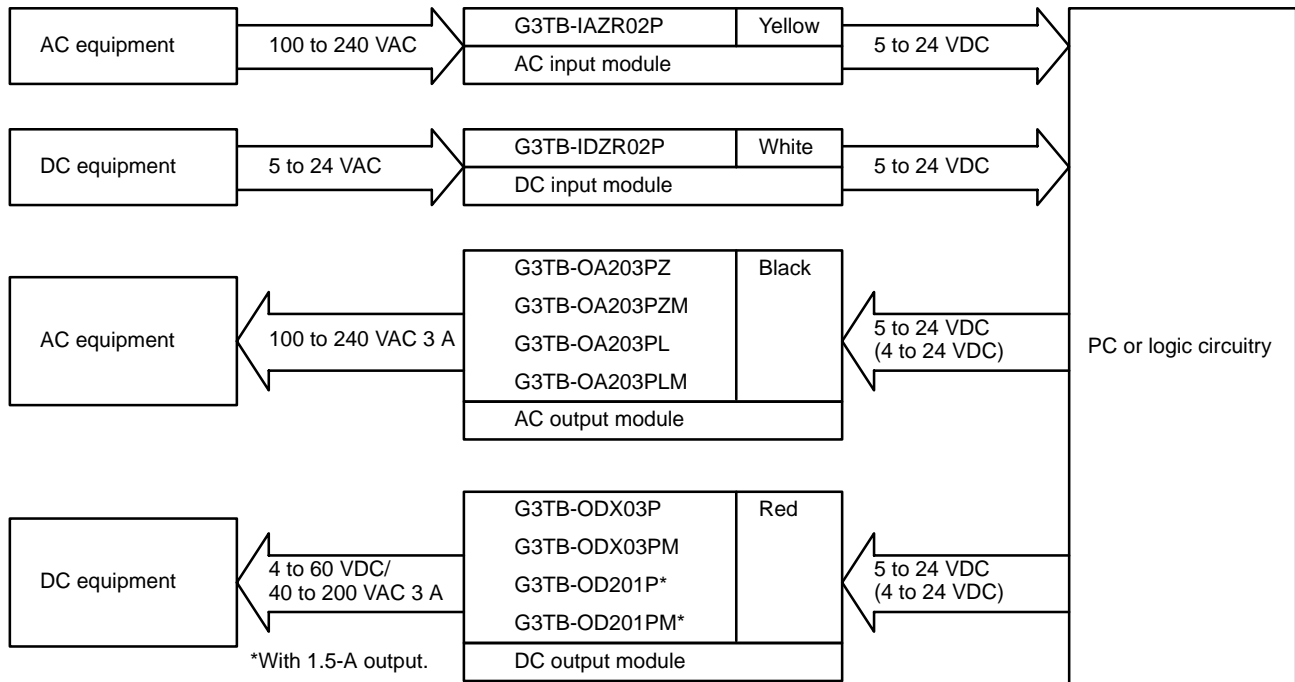 AC equipment
100 to 240 VAC
G3TB-IAZR02P
Yellow
AC input module
5 to 24 VDC
DC equipment
5 to 24 VAC
G3TB-IDZR02P
White
DC input module
5 to 24 VDC
AC equipment
100 to 240 VAC 3 A
G3TB-OA203PZ
G3TB-OA203PZM
G3TB-OA203PL
G3TB-OA203PLM
Black
AC output module
5 to 24 VDC
(4 to 24 VDC)
PC or logic circuitry
DC equipment
4 to 60 VDC/
40 to 200 VAC 3 A
*With 1.5-A output.
G3TB-ODX03P
G3TB-ODX03PM
G3TB-OD201P*
G3TB-OD201PM*
Red
DC output module
5 to 24 VDC
(4 to 24 VDC)